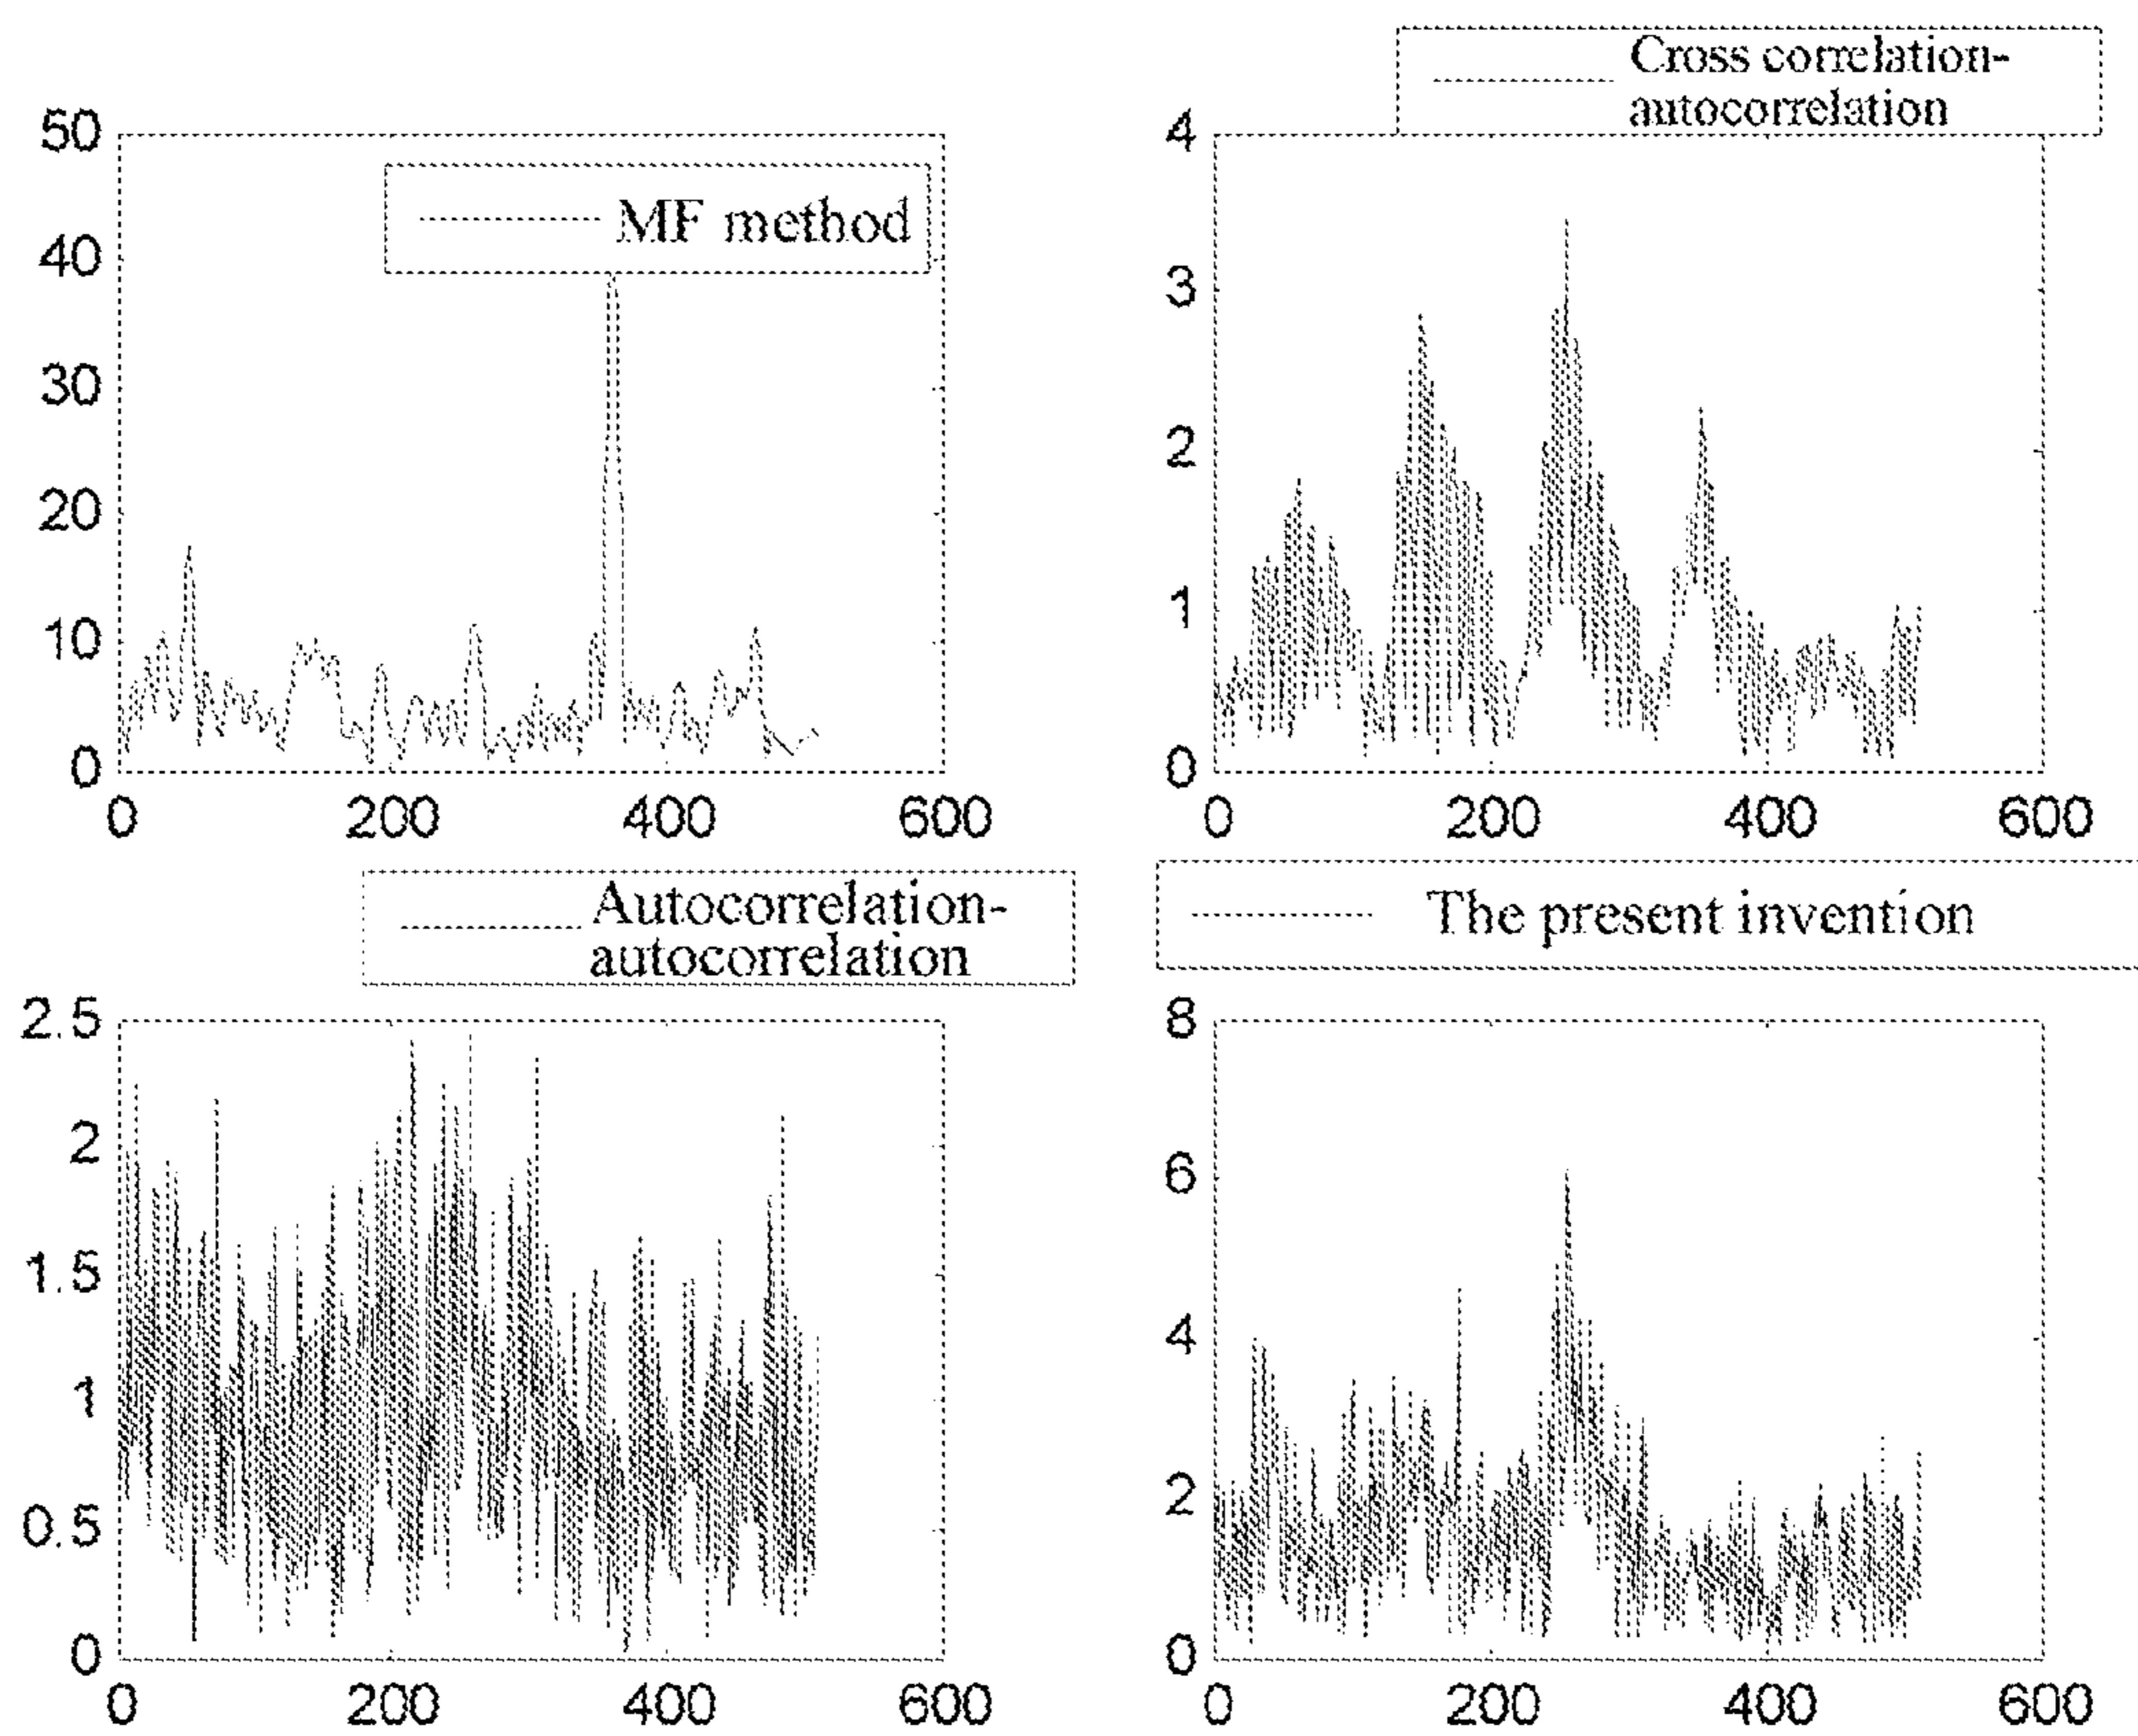 MF method
50
40
30
20
10
0
0 200 400 600
Cross correlation-
autocorrelation
4
3
2
1
0
0 200 400 600
Autocorrelation-
autocorrelation
2.5
2
1.5
1
0.5
0
0 200 400 600
The present invention
8
6
4
2
0
0 200 400 600